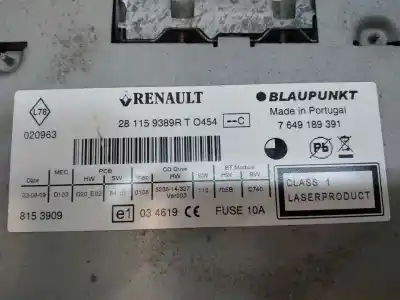 L78
RENAULT
BLAUPUNKT
28 115 9389R T O454 --C
Made in Portugal
020963
7 649 189 391
Pb
Date MEC PCB HW SW CD Drive HW SW BT Module HW SW
CLASS 1
LASERPRODUCT
815 3909
e1 03 4619 CE FUSE 10A